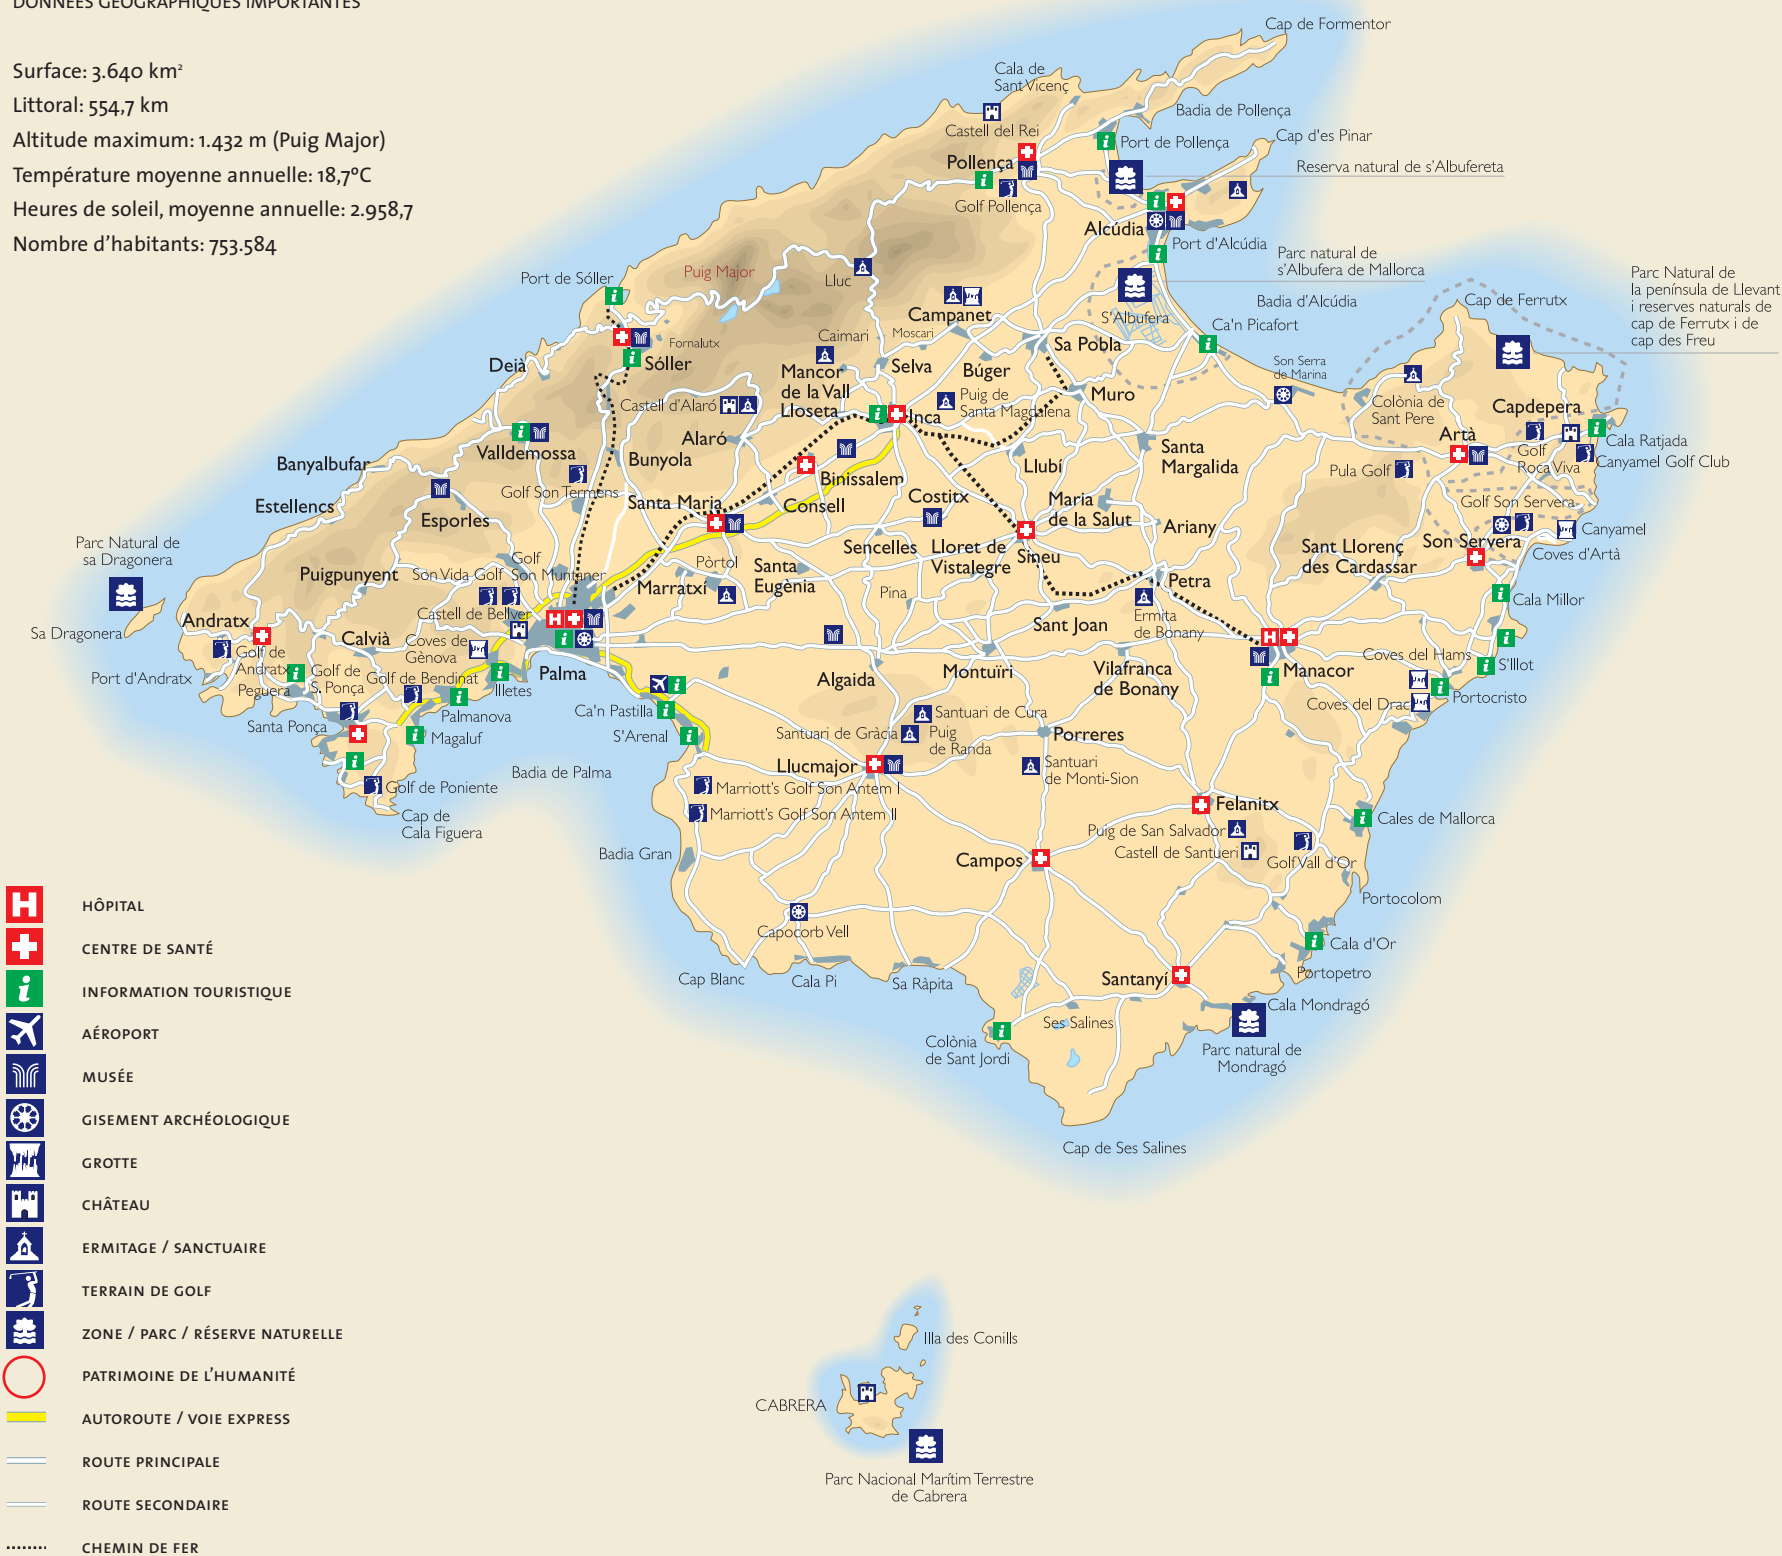 DONNÉES GÉOGRAPHIQUES IMPORTANTES
Surface: 3.640 km²
Littoral: 554,7 km
Altitude maximum: 1.432 m (Puig Major)
Température moyenne annuelle: 18,7ºC
Heures de soleil, moyenne annuelle: 2.958,7
Nombre d'habitants: 753.584
Cap de Formentor
Cala de
Sant Vicenç
Badia de Pollença
Castell del Rei
Cap d'es Pinar
Port de Pollença
Pollença
Reserva natural de s'Albufereta
Golf Pollença
Alcúdia
Port d'Alcúdia
Parc natural de
s'Albufera de Mallorca
Parc Natural de
la península de Llevant
i reserves naturals de
cap de Ferrutx i de
cap des Freu
Port de Sóller
Puig Major
Lluc
Badia d'Alcúdia
Cap de Ferrutx
Campanet
S'Albufera
Ca'n Picafort
Fornalutx
Caimari
Moscari
Sa Pobla
Deià
Sóller
Selva
Búger
Son Serra
de Marina
Mancor
de la Vall
Lloseta
Puig de
Santa Magdalena
Muro
Colònia de
Sant Pere
Capdepera
Castell d'Alaró
Inca
Alaró
Artà
Cala Ratjada
Valldemossa
Santa
Margalida
Golf
Roca Viva
Canyamel Golf Club
Banyalbufar
Bunyola
Llubí
Pula Golf
Binissalem
Golf Son Termens
Estellencs
Santa Maria
Consell
Costitx
Maria
de la Salut
Golf Son Servera
Esporles
Ariany
Canyamel
Parc Natural de
sa Dragonera
Sencelles
Lloret de
Vistalegre
Sineu
Sant Llorenç
des Cardassar
Son Servera
Coves d'Artà
Golf
Son Muntaner
Son Vida Golf
Puigpunyent
Pòrtol
Santa
Eugènia
Marratxí
Petra
Pina
Cala Millor
Castell de Bellver
Andratx
Sa Dragonera
Sant Joan
Ermita
de Bonany
Calvià
Coves de
Gènova
Golf de
Andratx
Golf de
S. Ponça
Golf de Bendinat
Palma
Port d'Andratx
Peguera
Illetes
Algaida
Montuïri
Vilafranca
de Bonany
Manacor
Coves del Hams
S'Illot
Portocristo
Coves del Drac
Palmanova
Ca'n Pastilla
Santuari de Cura
Santa Ponça
Magaluf
S'Arenal
Santuari de Gràcia
Puig
de Randa
Porreres
Badia de Palma
Llucmajor
Santuari
de Monti-Sion
Golf de Poniente
Marriott's Golf Son Antem I
Marriott's Golf Son Antem II
Felanitx
Cap de
Cala Figuera
Cales de Mallorca
Puig de San Salvador
Castell de Santueri
Badia Gran
Campos
Golf Vall d'Or
Portocolom
Capocorb Vell
Cala d'Or
Cap Blanc
Cala Pi
Sa Ràpita
Santanyí
Portopetro
Cala Mondragó
Ses Salines
Colònia
de Sant Jordi
Parc natural de
Mondragó
Cap de Ses Salines
Illa des Conills
CABRERA
Parc Nacional Marítim Terrestre
de Cabrera
H HÔPITAL
CENTRE DE SANTÉ
i INFORMATION TOURISTIQUE
AÉROPORT
MUSÉE
GISEMENT ARCHÉOLOGIQUE
GROTTE
CHÂTEAU
ERMITAGE / SANCTUAIRE
TERRAIN DE GOLF
ZONE / PARC / RÉSERVE NATURELLE
PATRIMOINE DE L'HUMANITÉ
AUTOROUTE / VOIE EXPRESS
ROUTE PRINCIPALE
ROUTE SECONDAIRE
CHEMIN DE FER